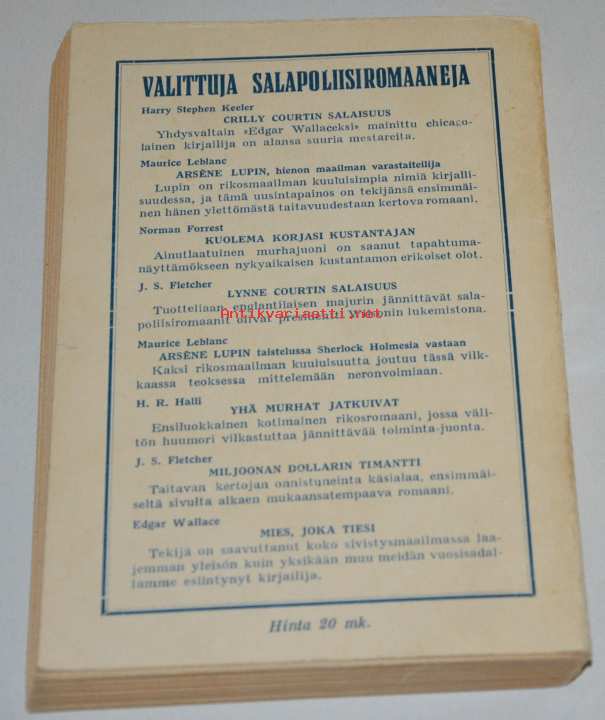 VALITTUJA SALAPOLIISIROMAANEJA
Harry Stephen Keeler
CRILLY COURTIN SALAISUUS
Yhdysvaltain »Edgar Wallaceksi» mainittu chicago-
lainen kirjailija on alansa suuria mestareita.
Maurice Leblanc
ARSÈNE LUPIN, hienon maailman varastaiteilija
Lupin on rikosmaailman kuuluisimpia nimiä kirjalli-
suudessa, ja tämä uusintapainos on tekijänsä ensimmäi-
nen hänen ylettömästä taitavuudestaan kertova romaani.
Norman Forrest
KUOLEMA KORJASI KUSTANTAJAN
Ainutlaatuinen murhajuoni on saanut tapahtuma-
näyttämökseen nykyaikaisen kustantamon erikoiset olot.
J. S. Fletcher
LYNNE COURTIN SALAISUUS
Tuotteliaan englantilaisen majurin jännittävät sala-
poliisiromaanit olivat presidentti Wilsonin lukemistona.
Antikvariaatti.net
Maurice Leblanc
ARSÈNE LUPIN taistelussa Sherlock Holmesia vastaan
Kaksi rikosmaailman kuuluisuutta joutuu tässä vilk-
kaassa teoksessa mittelemään neronvoimiaan.
H. R. Halli
YHÄ MURHAT JATKUIVAT
Ensiluokkainen kotimainen rikosromaani, jossa väli-
tön huumori vilkastuttaa jännittävää toiminta-juonta.
J. S. Fletcher
MILJOONAN DOLLARIN TIMANTTI
Taitavan kertojan onnistuneinta käsialaa, ensimmäi-
seltä sivulta alkaen mukaansatempaava romaani.
Edgar Wallace
MIES, JOKA TIESI
Tekijä on saavuttanut koko sivistysmaailmassa laa-
jemman yleisön kuin yksikään muu meidän vuosisadal-
lamme esiintynyt kirjailija.
Hinta 20 mk.